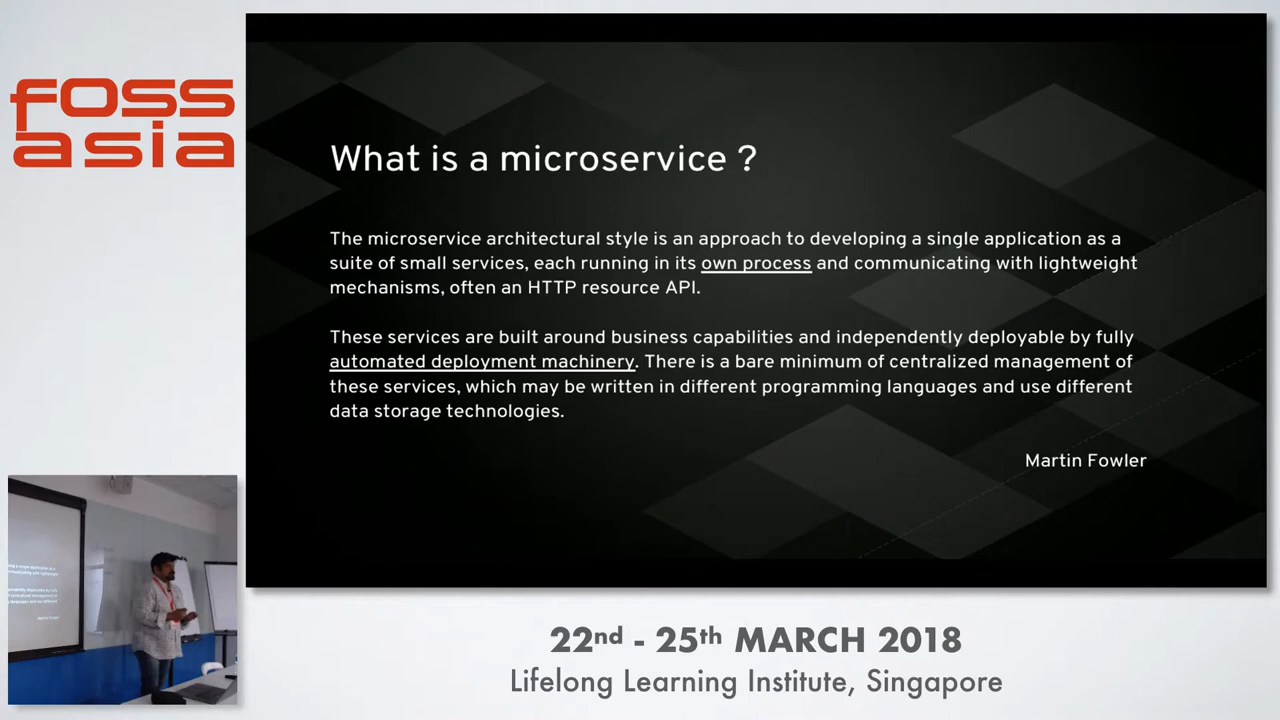 foss
asia
What is a microservice ?
The microservice architectural style is an approach to developing a single application as a
suite of small services, each running in its own process and communicating with lightweight
mechanisms, often an HTTP resource API.
These services are built around business capabilities and independently deployable by fully
automated deployment machinery. There is a bare minimum of centralized management of
these services, which may be written in different programming languages and use different
data storage technologies.
Martin Fowler
22nd - 25th MARCH 2018
Lifelong Learning Institute, Singapore